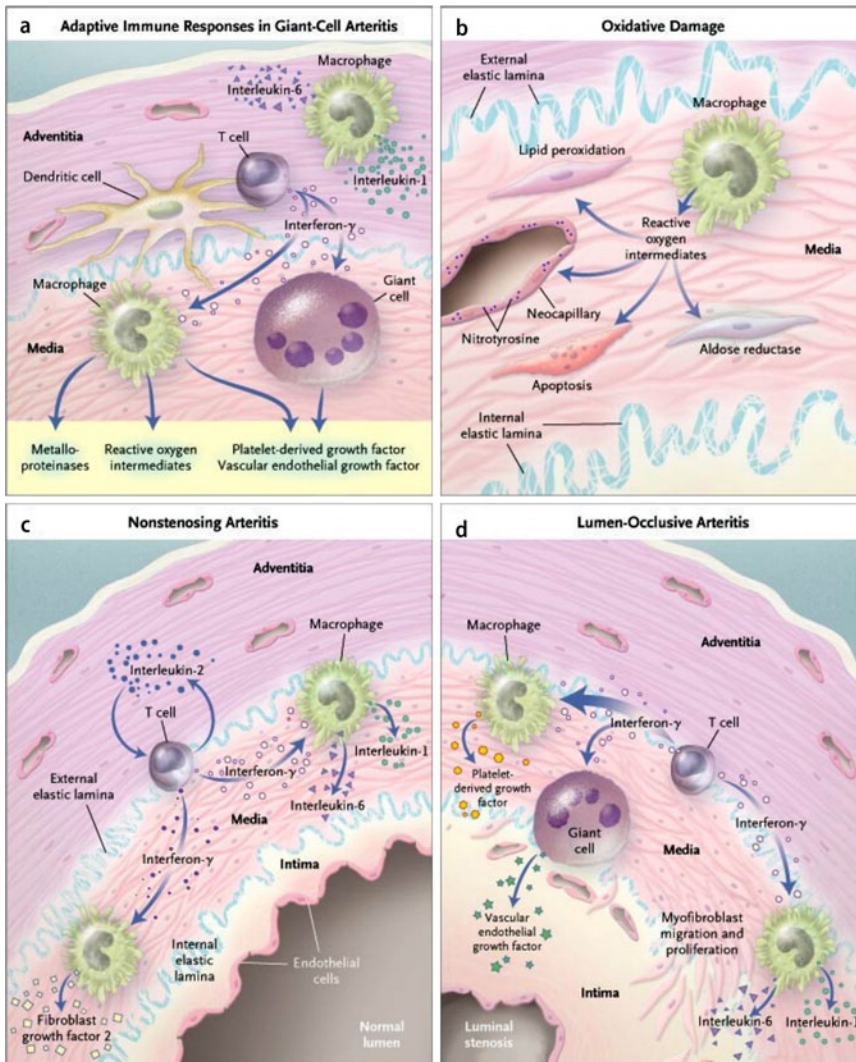 a
Adaptive Immune Responses in Giant-Cell Arteritis
Macrophage
Interleukin-6
Adventitia
T cell
Dendritic cell
Interleukin-1
Interferon-γ
Macrophage
Giant
cell
Media
Metallo-
proteinases
Reactive oxygen
intermediates
Platelet-derived growth factor
Vascular endothelial growth factor
b
Oxidative Damage
External
elastic lamina
Macrophage
Lipid peroxidation
Reactive
oxygen
intermediates
Media
Neocapillary
Nitrotyrosine
Aldose reductase
Apoptosis
Internal
elastic lamina
c
Nonstenosing Arteritis
Adventitia
Macrophage
Interleukin-2
T cell
Interleukin-1
Interferon-γ
External
elastic lamina
Interleukin-6
Media
Interferon-γ
Intima
Internal
elastic
lamina
Endothelial
cells
Fibroblast
growth factor 2
Normal
lumen
d
Lumen-Occlusive Arteritis
Macrophage
Adventitia
Interferon-γ
T cell
Platelet-
derived growth
factor
Giant
cell
Interferon-γ
Media
Vascular
endothelial
growth factor
Myofibroblast
migration and
proliferation
Intima
Interleukin-6
Interleukin-1
Luminal
stenosis